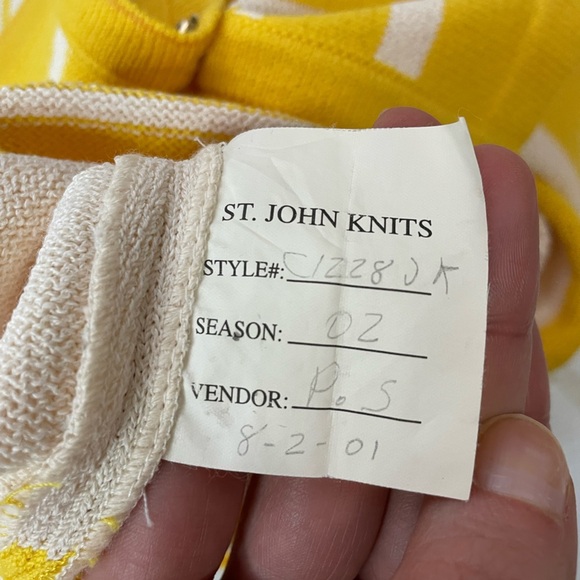 ST. JOHN KNITS
STYLE#: C1228JK
SEASON: 02
VENDOR: P.S
8-2-01